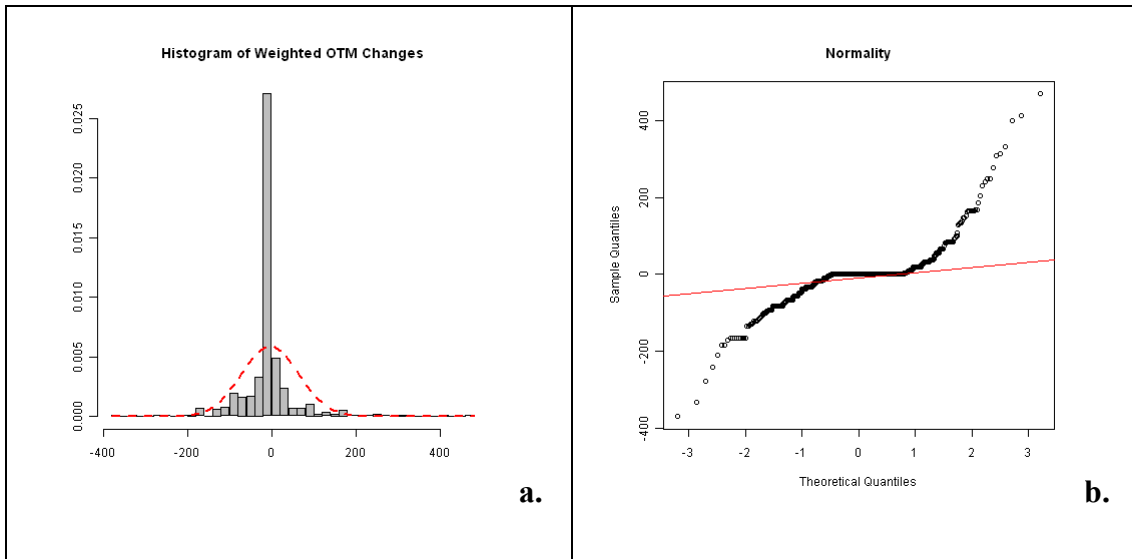 Histogram of Weighted OTM Changes
0.025
0.020
0.015
0.010
0.005
0.000
-400 -200 0 200 400
a.
Normality
Sample Quantiles
400
200
0
-200
-400
-3 -2 -1 0 1 2 3
Theoretical Quantiles
b.